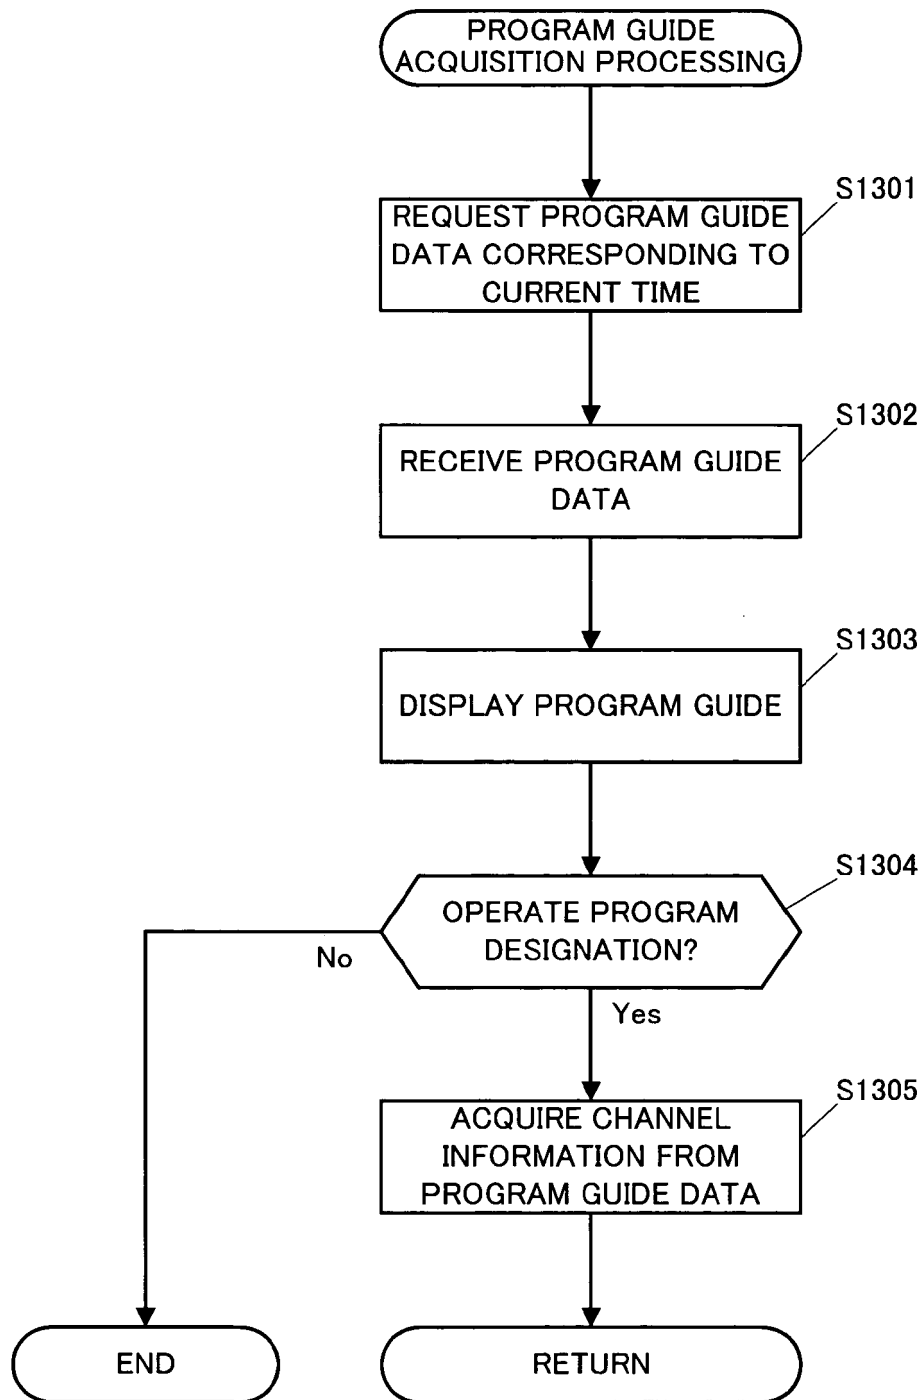 PROGRAM GUIDE
ACQUISITION PROCESSING
S1301
REQUEST PROGRAM GUIDE
DATA CORRESPONDING TO
CURRENT TIME
S1302
RECEIVE PROGRAM GUIDE
DATA
S1303
DISPLAY PROGRAM GUIDE
S1304
OPERATE PROGRAM
DESIGNATION?
No
Yes
S1305
ACQUIRE CHANNEL
INFORMATION FROM
PROGRAM GUIDE DATA
END
RETURN